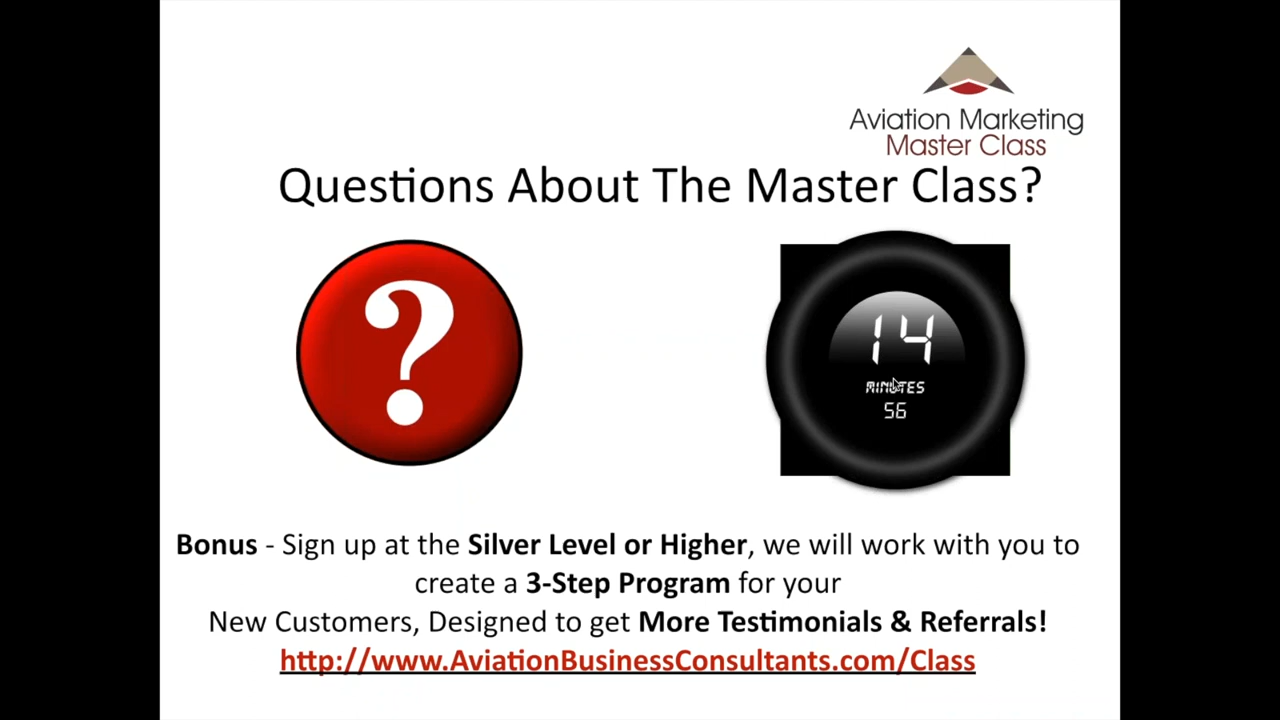 Aviation Marketing
Master Class
Questions About The Master Class?
?
14
MINUTES
56
Bonus - Sign up at the Silver Level or Higher, we will work with you to
create a 3-Step Program for your
New Customers, Designed to get More Testimonials & Referrals!
http://www.AviationBusinessConsultants.com/Class